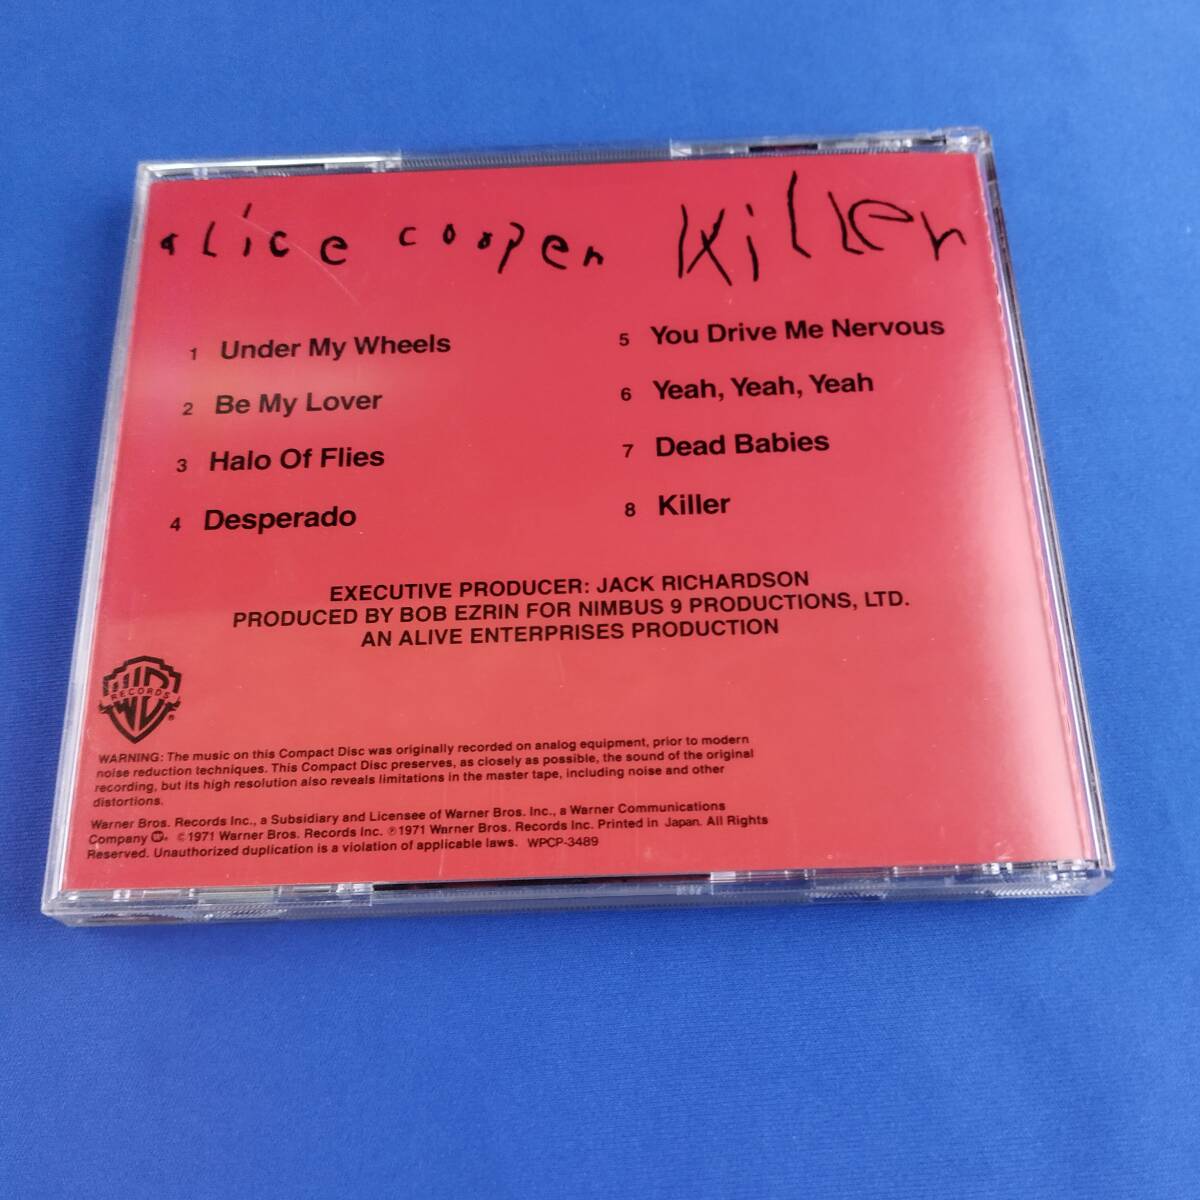 alice cooper killer
1 Under My Wheels
2 Be My Lover
3 Halo Of Flies
4 Desperado
5 You Drive Me Nervous
6 Yeah, Yeah, Yeah
7 Dead Babies
8 Killer
EXECUTIVE PRODUCER: JACK RICHARDSON
PRODUCED BY BOB EZRIN FOR NIMBUS 9 PRODUCTIONS, LTD.
AN ALIVE ENTERPRISES PRODUCTION
WB RECORDS ®
WARNING: The music on this Compact Disc was originally recorded on analog equipment, prior to modern
noise reduction techniques. This Compact Disc preserves, as closely as possible, the sound of the original
recording, but its high resolution also reveals limitations in the master tape, including noise and other
distortions.
Warner Bros. Records Inc., a Subsidiary and Licensee of Warner Bros. Inc., a Warner Communications
Company. ©1971 Warner Bros. Records Inc. ℗1971 Warner Bros. Records Inc. Printed in Japan. All Rights
Reserved. Unauthorized duplication is a violation of applicable laws. WPCP-3489